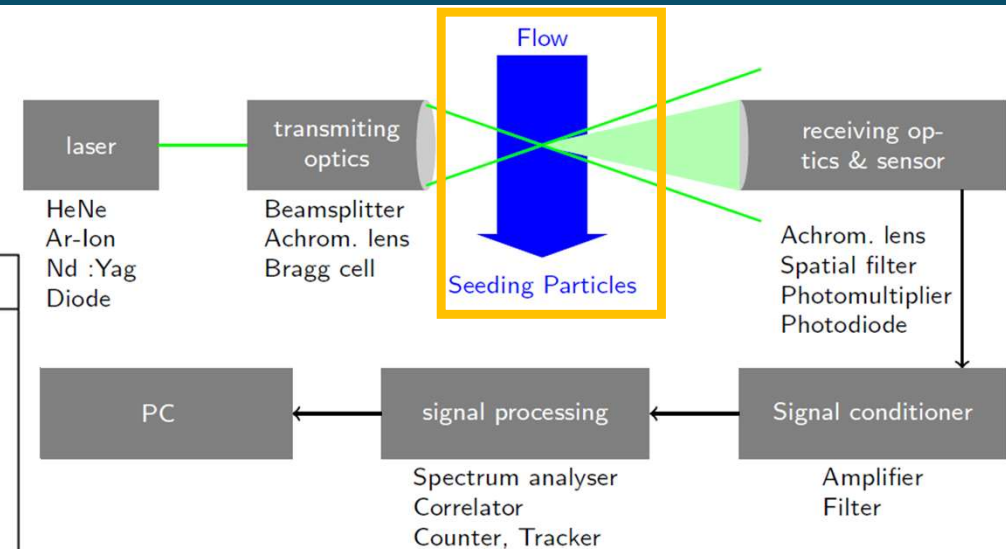 Flow
laser
transmiting
optics
receiving op-
tics & sensor
HeNe
Ar-Ion
Nd :Yag
Diode
Beamsplitter
Achrom. lens
Bragg cell
Seeding Particles
Achrom. lens
Spatial filter
Photomultiplier
Photodiode
PC
signal processing
Signal conditioner
Spectrum analyser
Correlator
Counter, Tracker
Amplifier
Filter